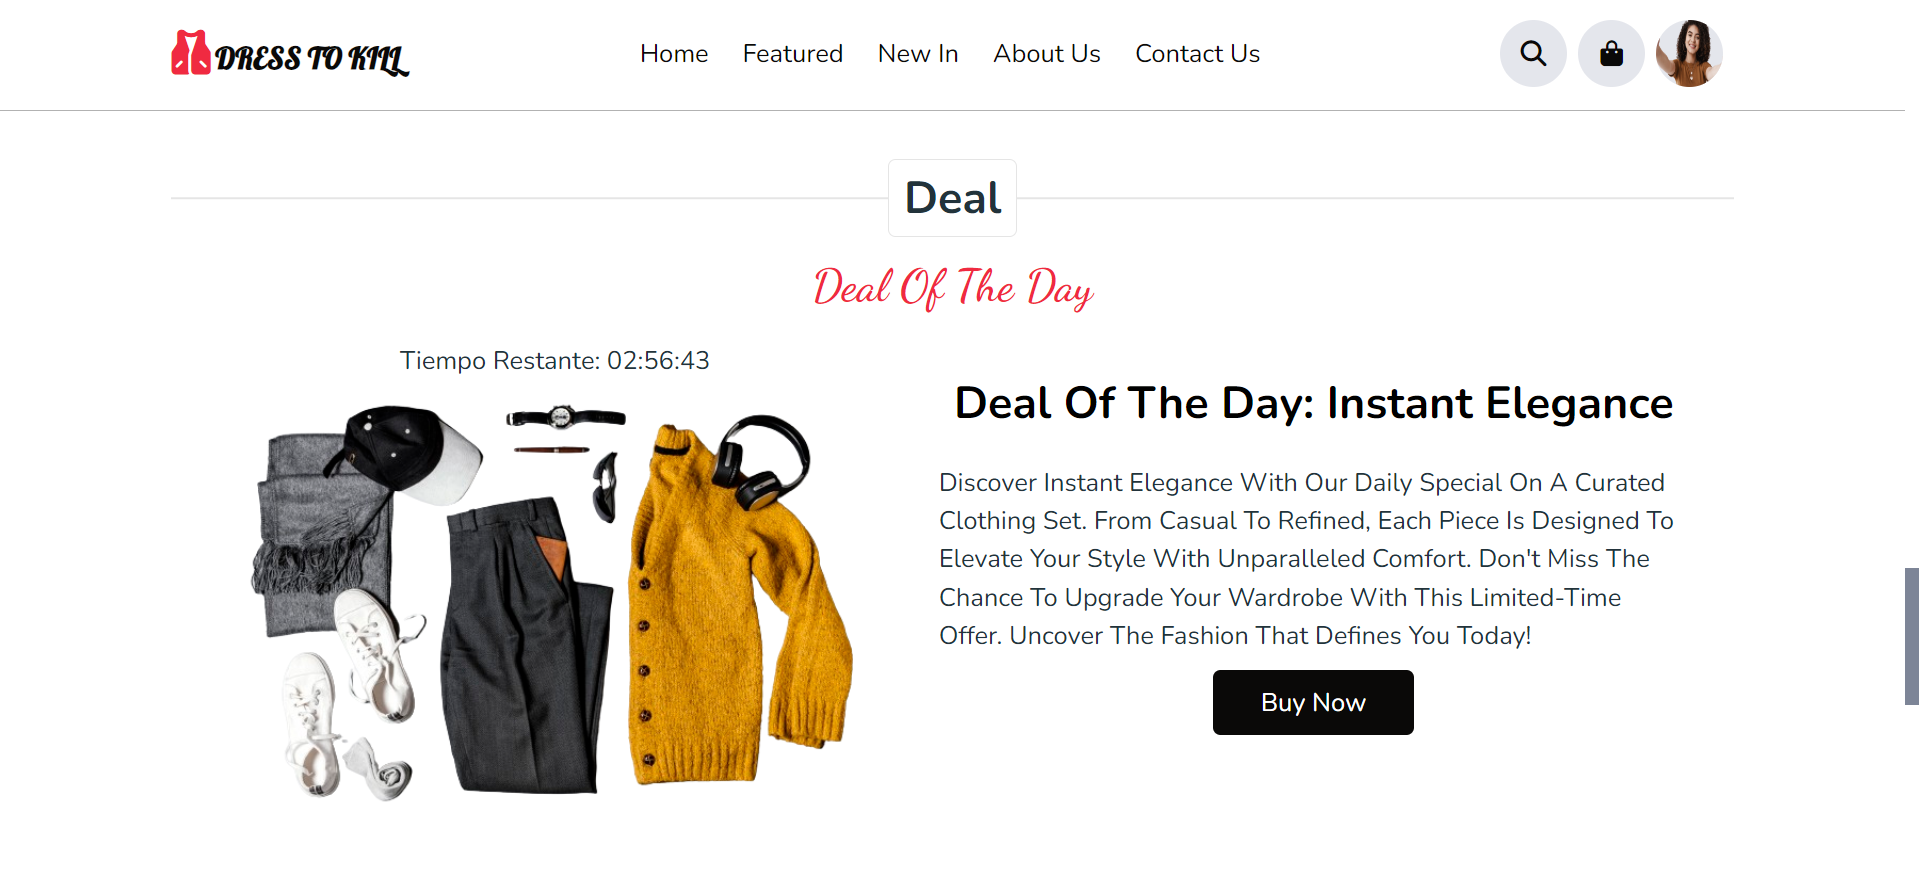 DRESS TO KILL
Home Featured New In About Us Contact Us
Deal
Deal Of The Day
Tiempo Restante: 02:56:43
Deal Of The Day: Instant Elegance
Discover Instant Elegance With Our Daily Special On A Curated
Clothing Set. From Casual To Refined, Each Piece Is Designed To
Elevate Your Style With Unparalleled Comfort. Don't Miss The
Chance To Upgrade Your Wardrobe With This Limited-Time
Offer. Uncover The Fashion That Defines You Today!
Buy Now